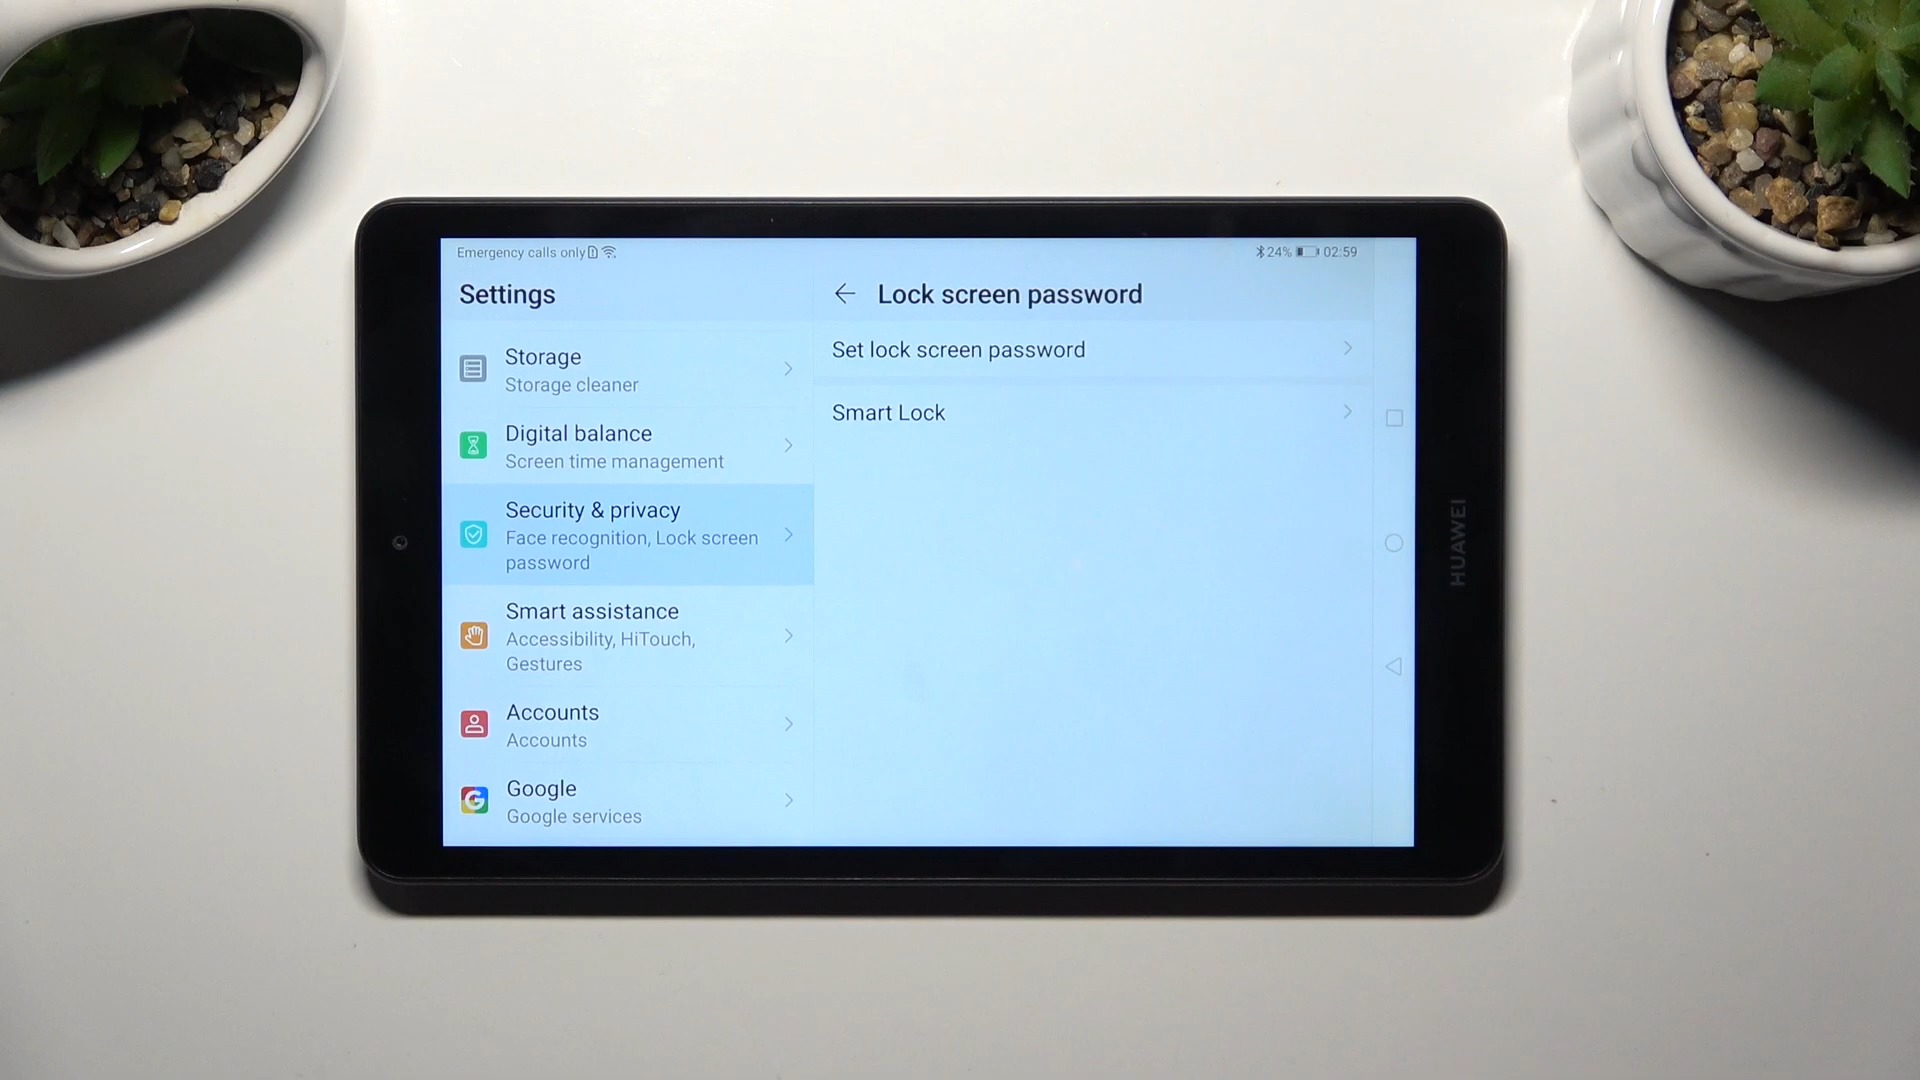 Emergency calls only
24% 02:59
Settings
Lock screen password
Storage
Storage cleaner
Digital balance
Screen time management
Security & privacy
Face recognition, Lock screen
password
Smart assistance
Accessibility, HiTouch,
Gestures
Accounts
Accounts
Google
Google services
Set lock screen password
Smart Lock
HUAWEI